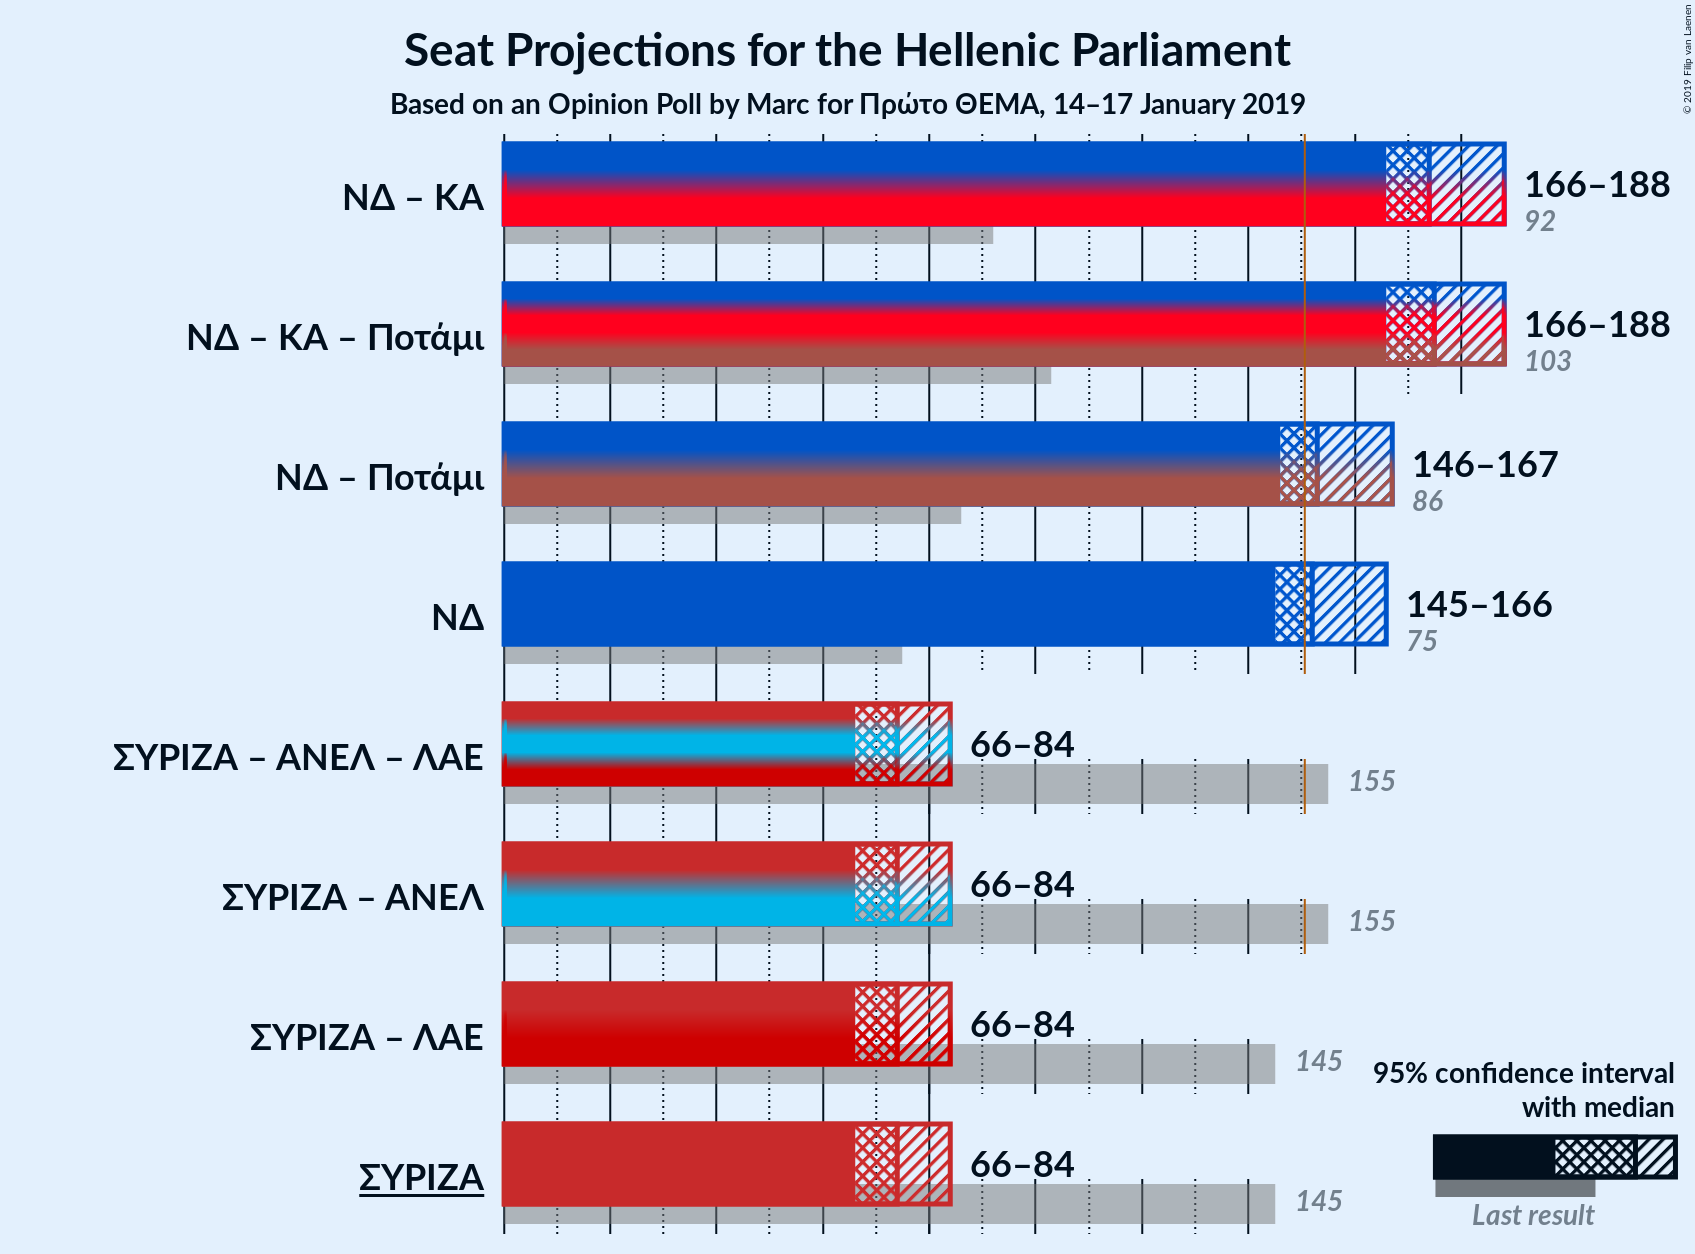 Seat Projections for the Hellenic Parliament
Based on an Opinion Poll by Marc for Πρώτο ΘΕΜΑ, 14–17 January 2019
© 2019 Filip van Laenen
ΝΔ – ΚΑ
166–188
92
ΝΔ – ΚΑ – Ποτάμι
166–188
103
ΝΔ – Ποτάμι
146–167
86
ΝΔ
145–166
75
ΣΥΡΙΖΑ – ΑΝΕΛ – ΛΑΕ
66–84
155
ΣΥΡΙΖΑ – ΑΝΕΛ
66–84
155
ΣΥΡΙΖΑ – ΛΑΕ
66–84
145
ΣΥΡΙΖΑ
66–84
145
95% confidence interval
with median
Last result